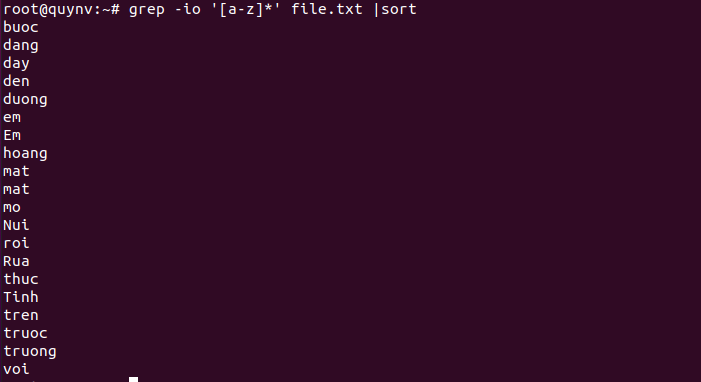 root@quynv:~# grep -io '[a-z]*' file.txt |sort
buoc
dang
day
den
duong
em
Em
hoang
mat
mat
mo
Nui
roi
Rua
thuc
Tinh
tren
truoc
truong
voi